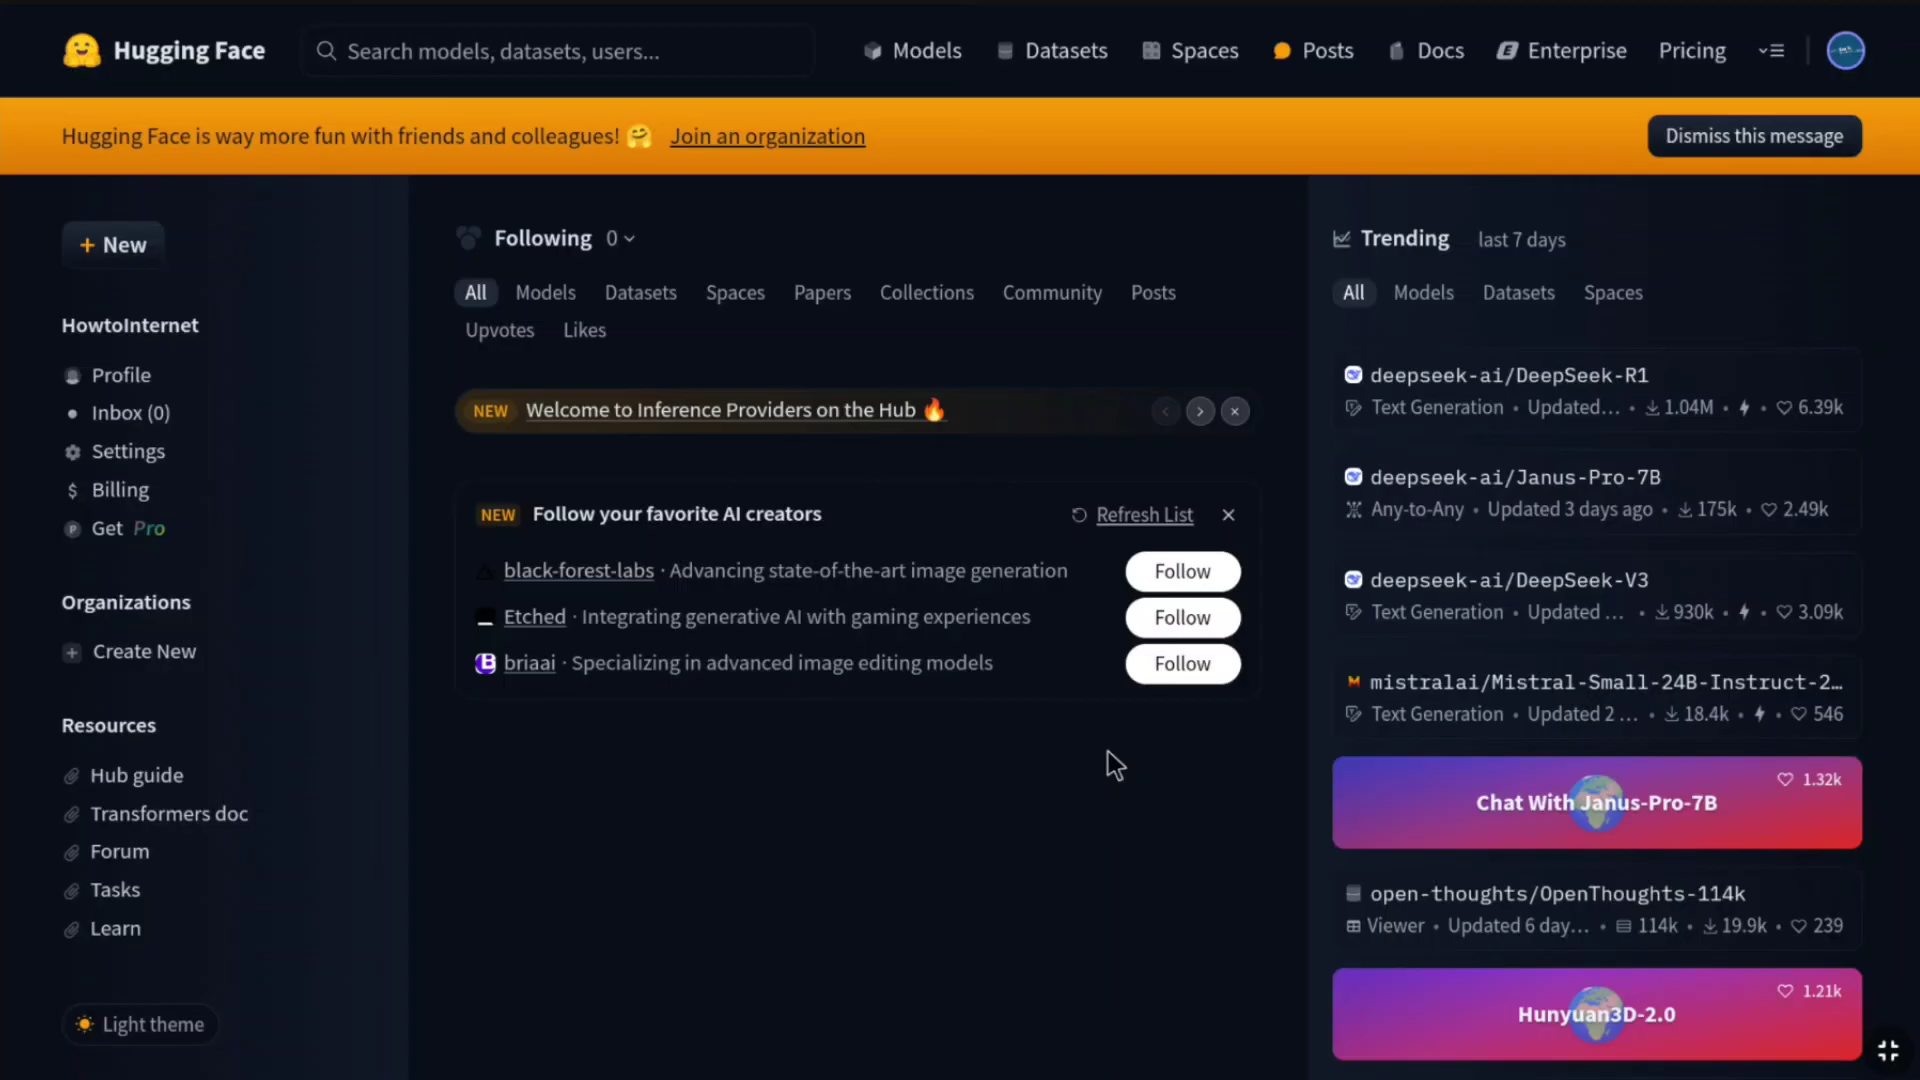 Hugging Face
Search models, datasets, users...
Models
Datasets
Spaces
Posts
Docs
Enterprise
Pricing
Hugging Face is way more fun with friends and colleagues! 🤗 Join an organization
Dismiss this message
+ New
HowtoInternet
Profile
Inbox (0)
Settings
$ Billing
Get Pro
Organizations
Create New
Resources
Hub guide
Transformers doc
Forum
Tasks
Learn
Light theme
Following 0
All Models Datasets Spaces Papers Collections Community Posts
Upvotes Likes
NEW Welcome to Inference Providers on the Hub 🔥
NEW Follow your favorite AI creators Refresh List
black-forest-labs · Advancing state-of-the-art image generation Follow
Etched · Integrating generative AI with gaming experiences Follow
briaai · Specializing in advanced image editing models Follow
Trending last 7 days
All Models Datasets Spaces
deepseek-ai/DeepSeek-R1
Text Generation • Updated... • 1.04M • 6.39k
deepseek-ai/Janus-Pro-7B
Any-to-Any • Updated 3 days ago • 175k • 2.49k
deepseek-ai/DeepSeek-V3
Text Generation • Updated ... • 930k • 3.09k
mistralai/Mistral-Small-24B-Instruct-2...
Text Generation • Updated 2 ... • 18.4k • 546
1.32k
Chat With Janus-Pro-7B
open-thoughts/OpenThoughts-114k
Viewer • Updated 6 day... • 114k • 19.9k • 239
1.21k
Hunyuan3D-2.0